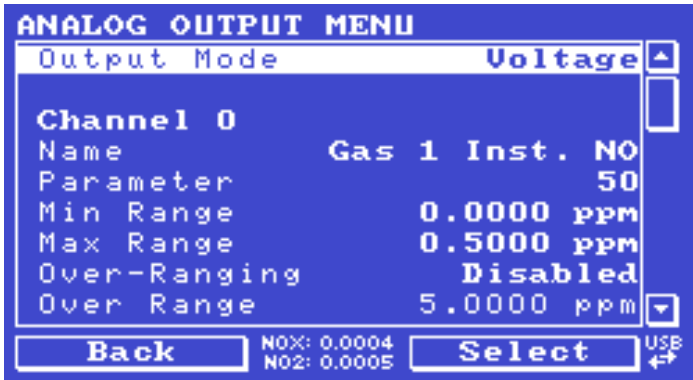 ANALOG OUTPUT MENU
Output Mode Voltage
Channel 0
Name Gas 1 Inst. NO
Parameter 50
Min Range 0.0000 ppm
Max Range 0.5000 ppm
Over-Ranging Disabled
Over Range 5.0000 ppm
Back NOX: 0.0004 Select USB
NO2: 0.0005